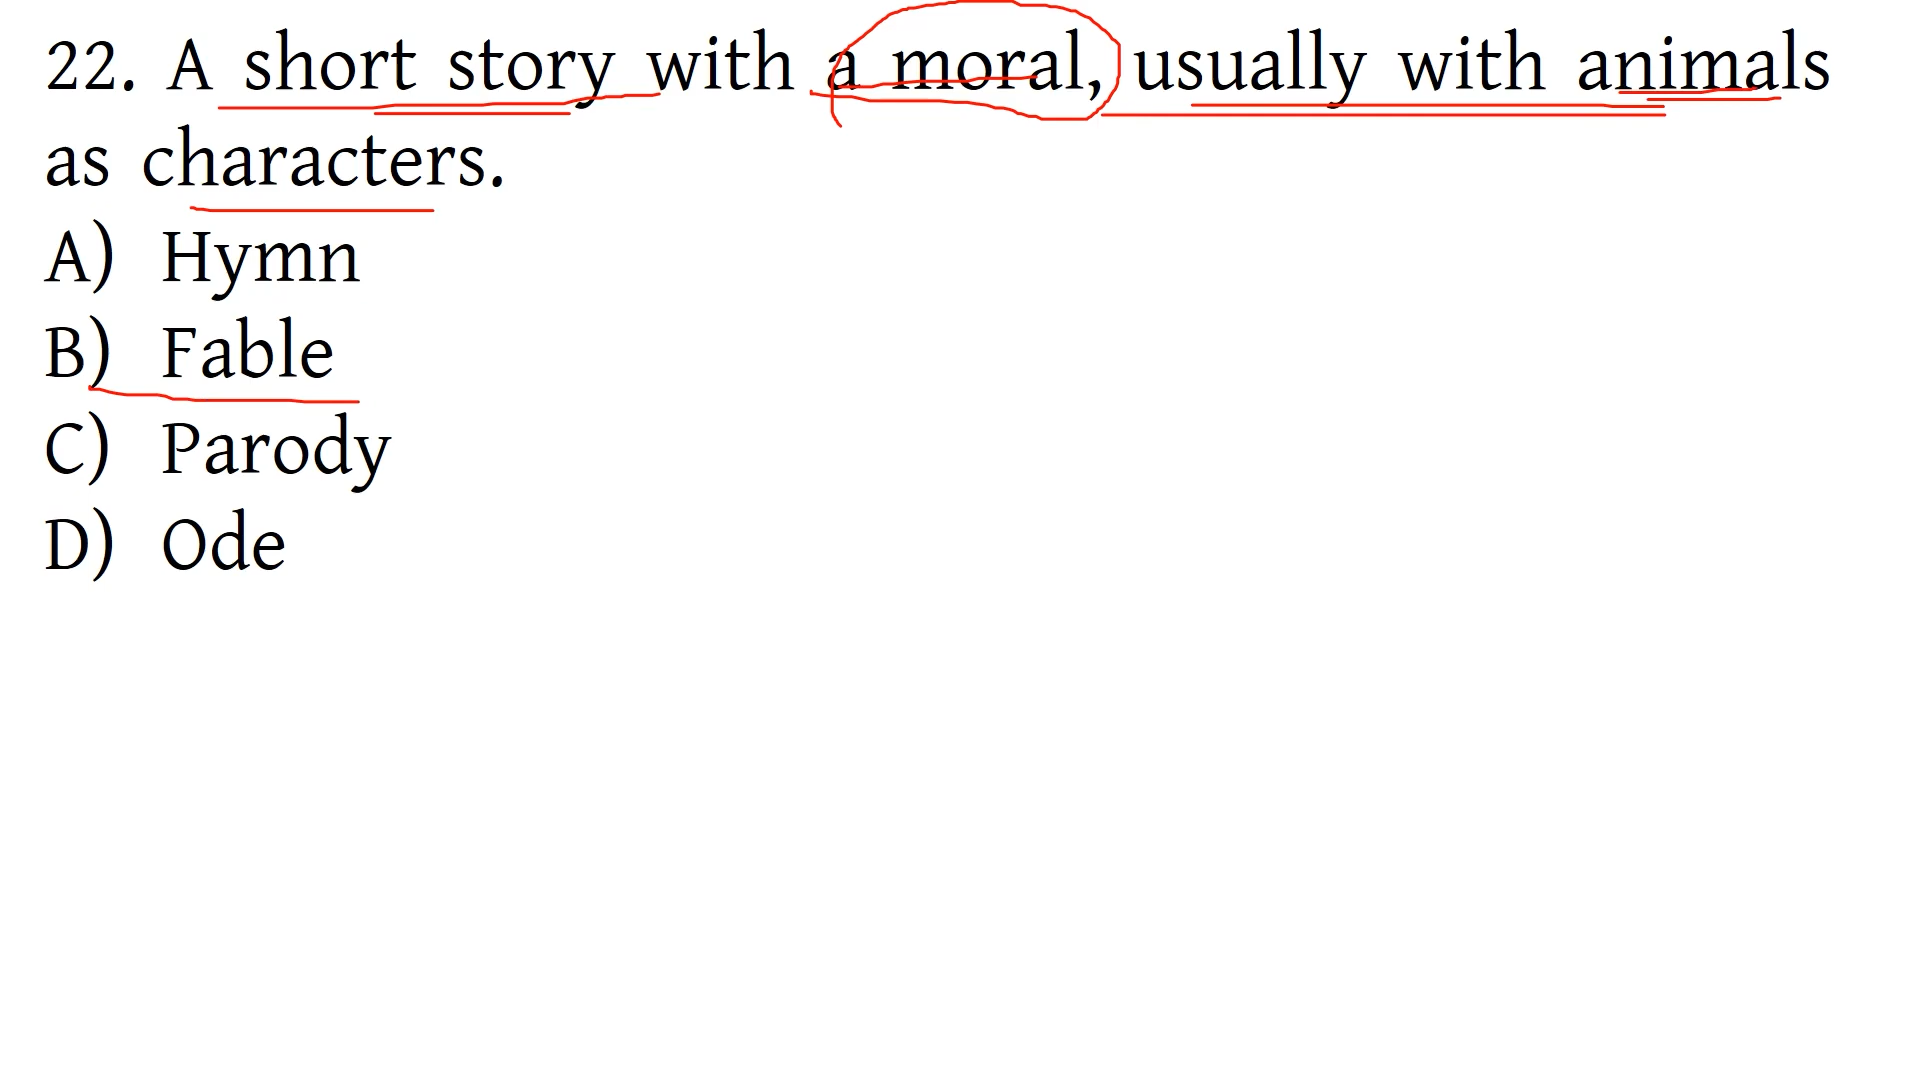 22. A short story with a moral, usually with animals
as characters.
A) Hymn
B) Fable
C) Parody
D) Ode